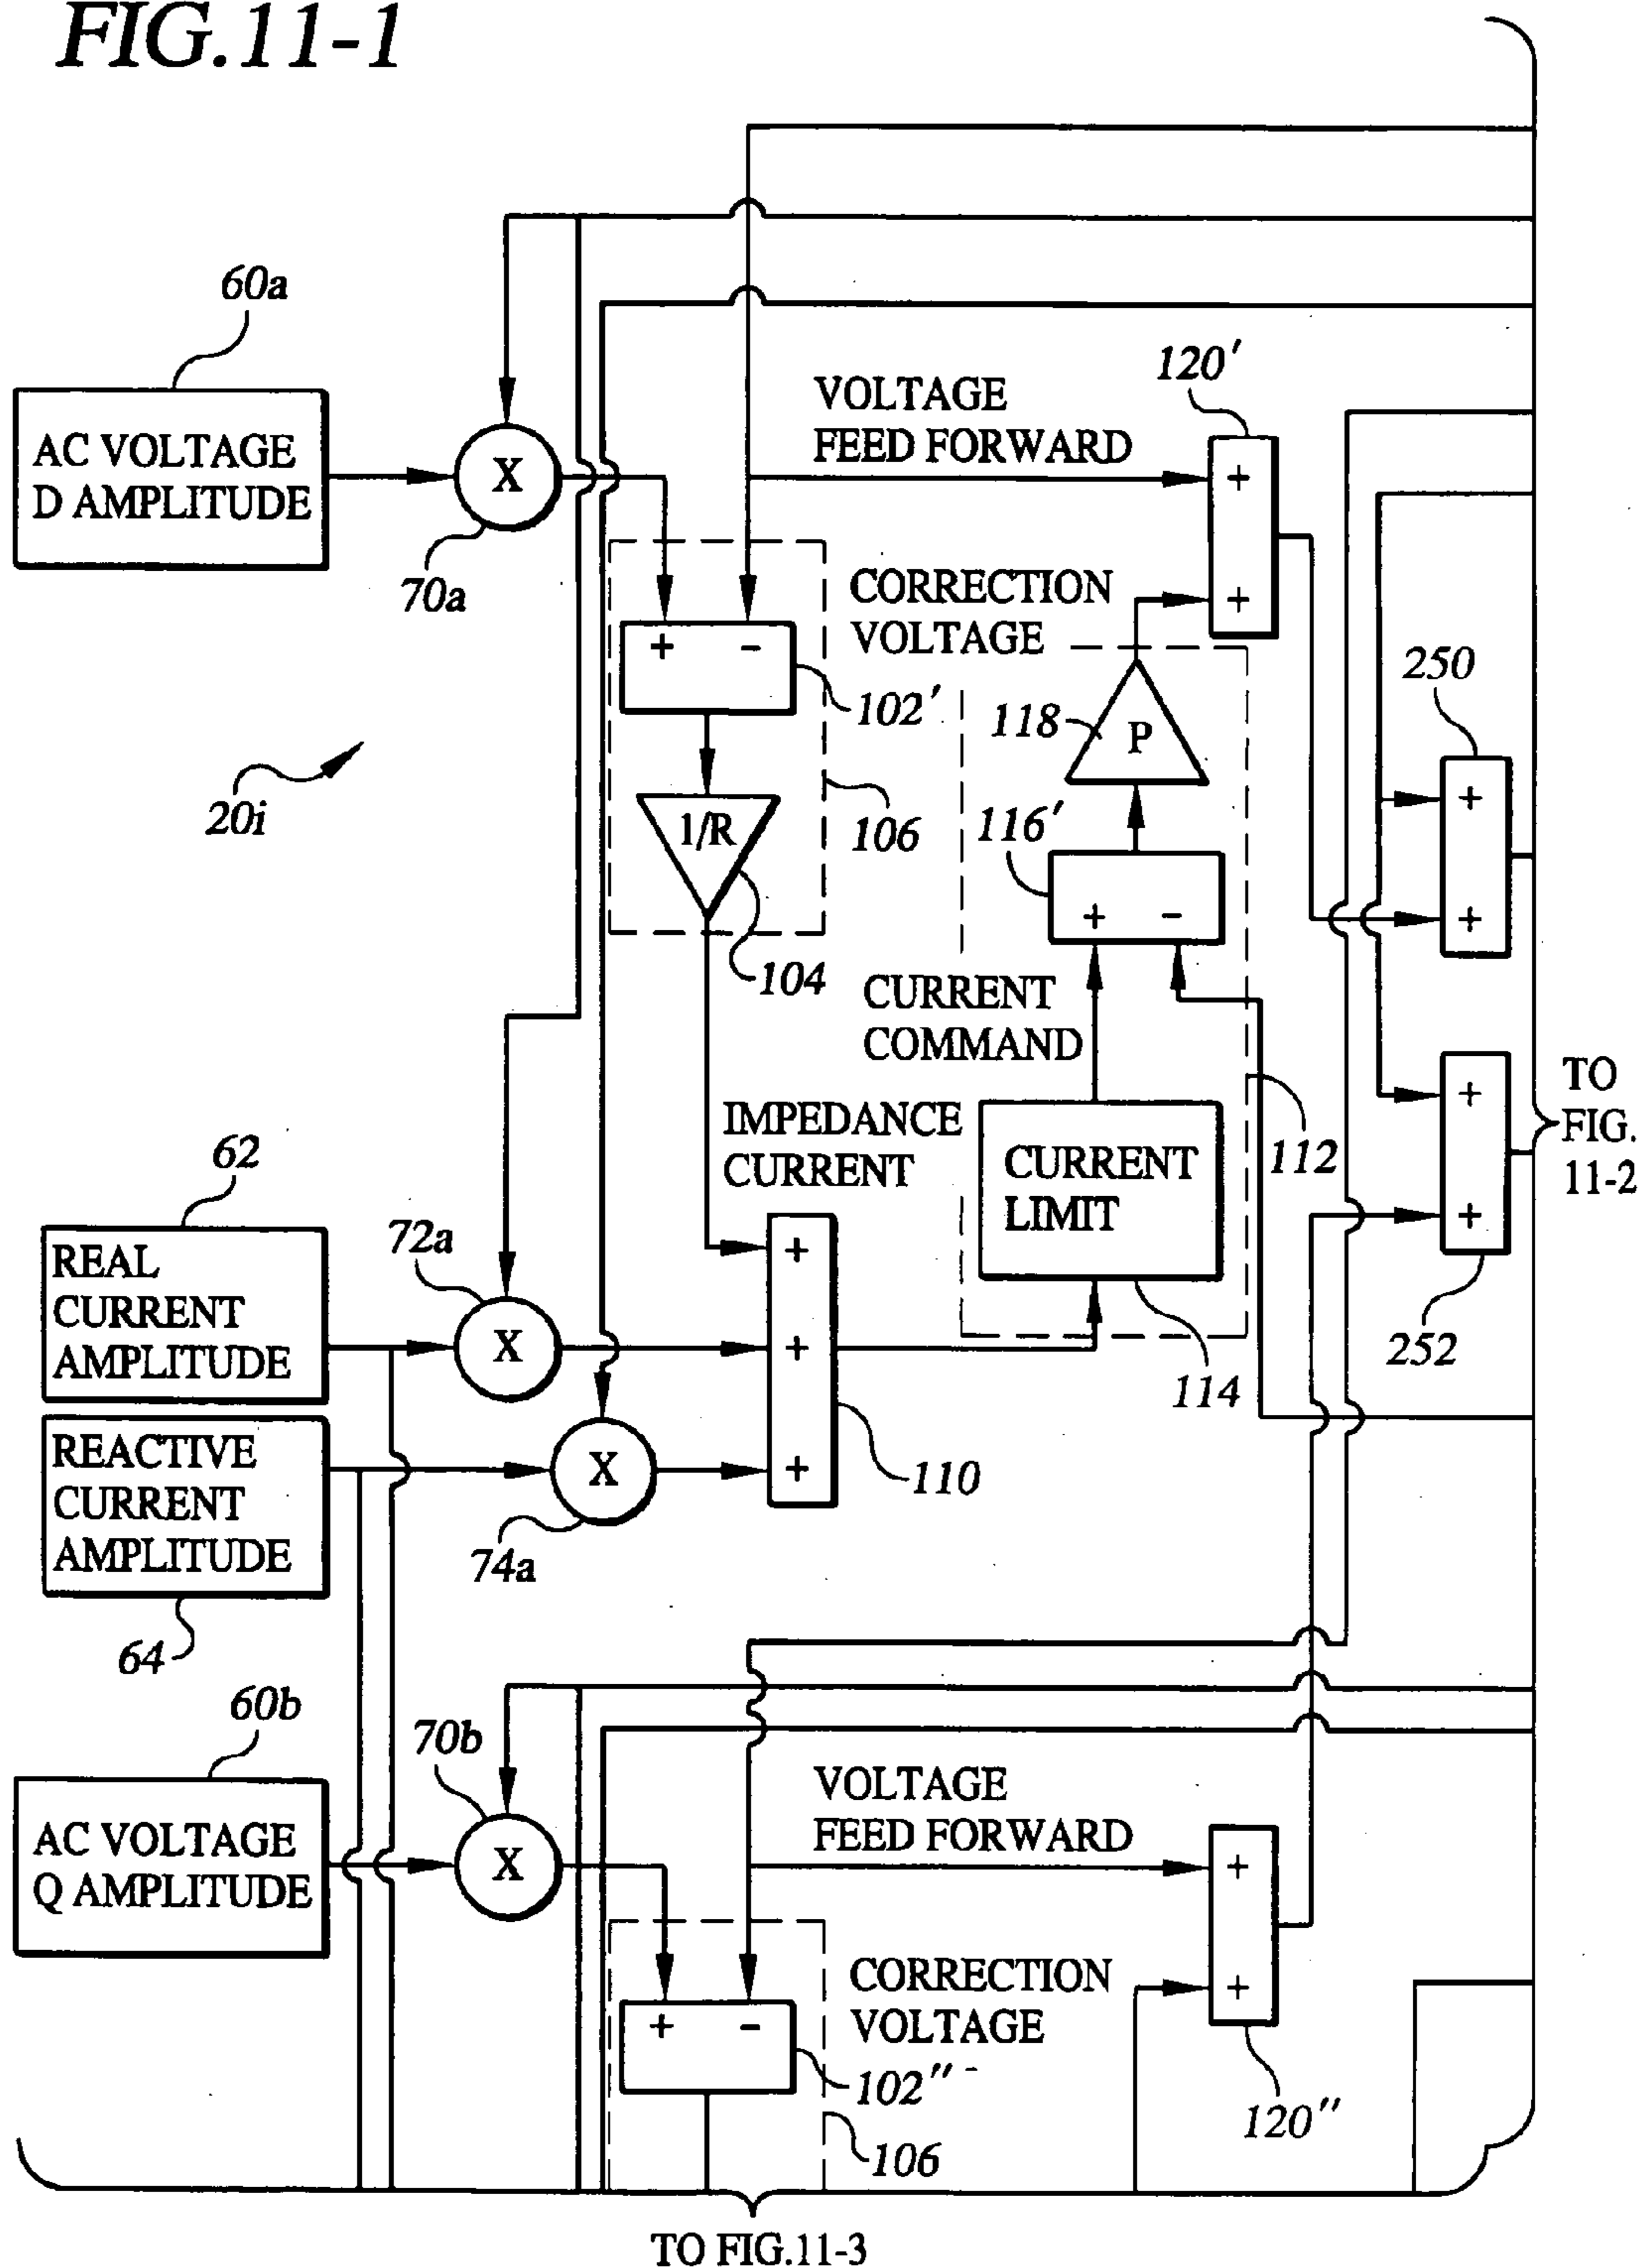 FIG.11-1
60a
120'
VOLTAGE
FEED FORWARD
AC VOLTAGE
D AMPLITUDE
X
+
70a
CORRECTION
VOLTAGE
+
+ -
102'
118
P
250
20i
1/R
106
116'
+
+ -
+
104
CURRENT
COMMAND
IMPEDANCE
CURRENT
CURRENT
LIMIT
112
+
TO
FIG.
11-2
62
72a
+
+
REAL
CURRENT
AMPLITUDE
X
+
114
252
REACTIVE
CURRENT
AMPLITUDE
X
+
110
74a
64
60b
70b
VOLTAGE
FEED FORWARD
AC VOLTAGE
Q AMPLITUDE
X
+
CORRECTION
VOLTAGE
+
+ -
102"
120"
106
TO FIG.11-3